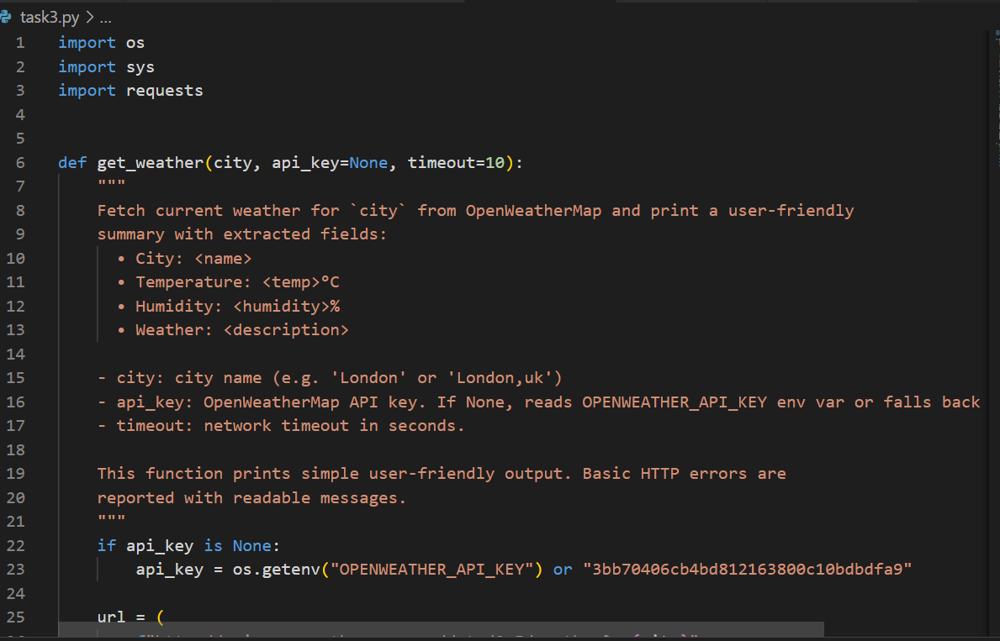 task3.py > ...
1 import os
2 import sys
3 import requests
4
5
6 def get_weather(city, api_key=None, timeout=10):
7 """
8 Fetch current weather for `city` from OpenWeatherMap and print a user-friendly
9 summary with extracted fields:
10 • City: <name>
11 • Temperature: <temp>°C
12 • Humidity: <humidity>%
13 • Weather: <description>
14
15 - city: city name (e.g. 'London' or 'London,uk')
16 - api_key: OpenWeatherMap API key. If None, reads OPENWEATHER_API_KEY env var or falls back
17 - timeout: network timeout in seconds.
18
19 This function prints simple user-friendly output. Basic HTTP errors are
20 reported with readable messages.
21 """
22 if api_key is None:
23 api_key = os.getenv("OPENWEATHER_API_KEY") or "3bb70406cb4bd812163800c10bdbdfa9"
24
25 url = (